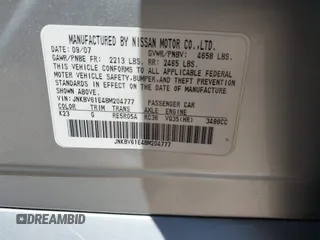 MANUFACTURED BY NISSAN MOTOR CO.,LTD.
DATE: 09/07 GVWR/PNBV: 4658 LBS.
GAWR/PNBE FR: 2213 LBS. RR: 2465 LBS.
THIS VEHICLE CONFORMS TO ALL APPLICABLE FEDERAL
MOTOR VEHICLE SAFETY, BUMPER, AND THEFT PREVENTION
STANDARDS IN EFFECT ON THE DATE OF MANUFACTURE
SHOWN ABOVE.
VIN: JNKBV61E48M204777 PASSENGER CAR
COLOR TRIM TRANS AXLE ENGINE
K23 G RE5R05A RC36 VQ35(HR) 3498CC
JNKBV61E48M204777
DREAMBID